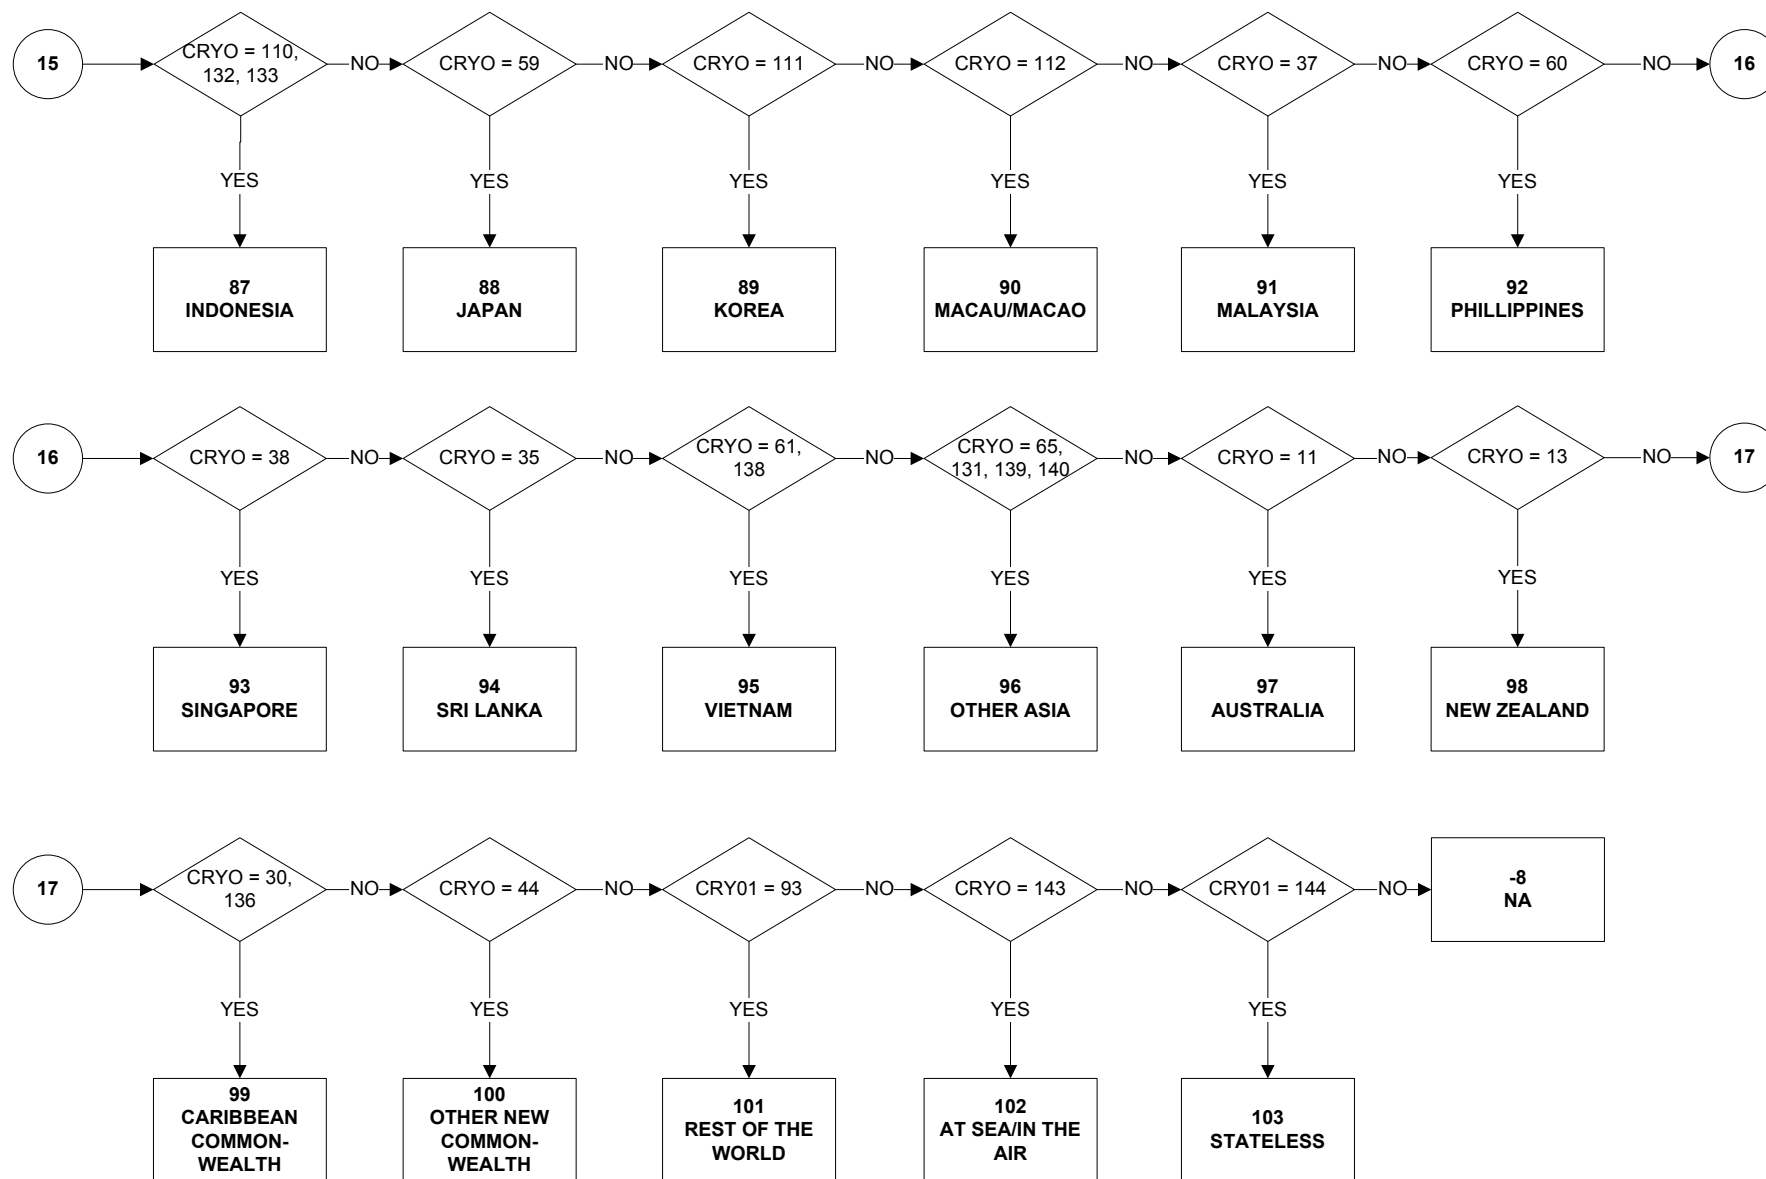 15
CRYO = 110,
132, 133
NO
CRYO = 59
NO
CRYO = 111
NO
CRYO = 112
NO
CRYO = 37
NO
CRYO = 60
NO
16
YES
YES
YES
YES
YES
YES
87
INDONESIA
88
JAPAN
89
KOREA
90
MACAU/MACAO
91
MALAYSIA
92
PHILLIPPINES
16
CRYO = 38
NO
CRYO = 35
NO
CRYO = 61,
138
NO
CRYO = 65,
131, 139, 140
NO
CRYO = 11
NO
CRYO = 13
NO
17
YES
YES
YES
YES
YES
YES
93
SINGAPORE
94
SRI LANKA
95
VIETNAM
96
OTHER ASIA
97
AUSTRALIA
98
NEW ZEALAND
17
CRYO = 30,
136
NO
CRYO = 44
NO
CRY01 = 93
NO
CRYO = 143
NO
CRY01 = 144
NO
-8
NA
YES
YES
YES
YES
YES
99
CARIBBEAN
COMMON-
WEALTH
100
OTHER NEW
COMMON-
WEALTH
101
REST OF THE
WORLD
102
AT SEA/IN THE
AIR
103
STATELESS